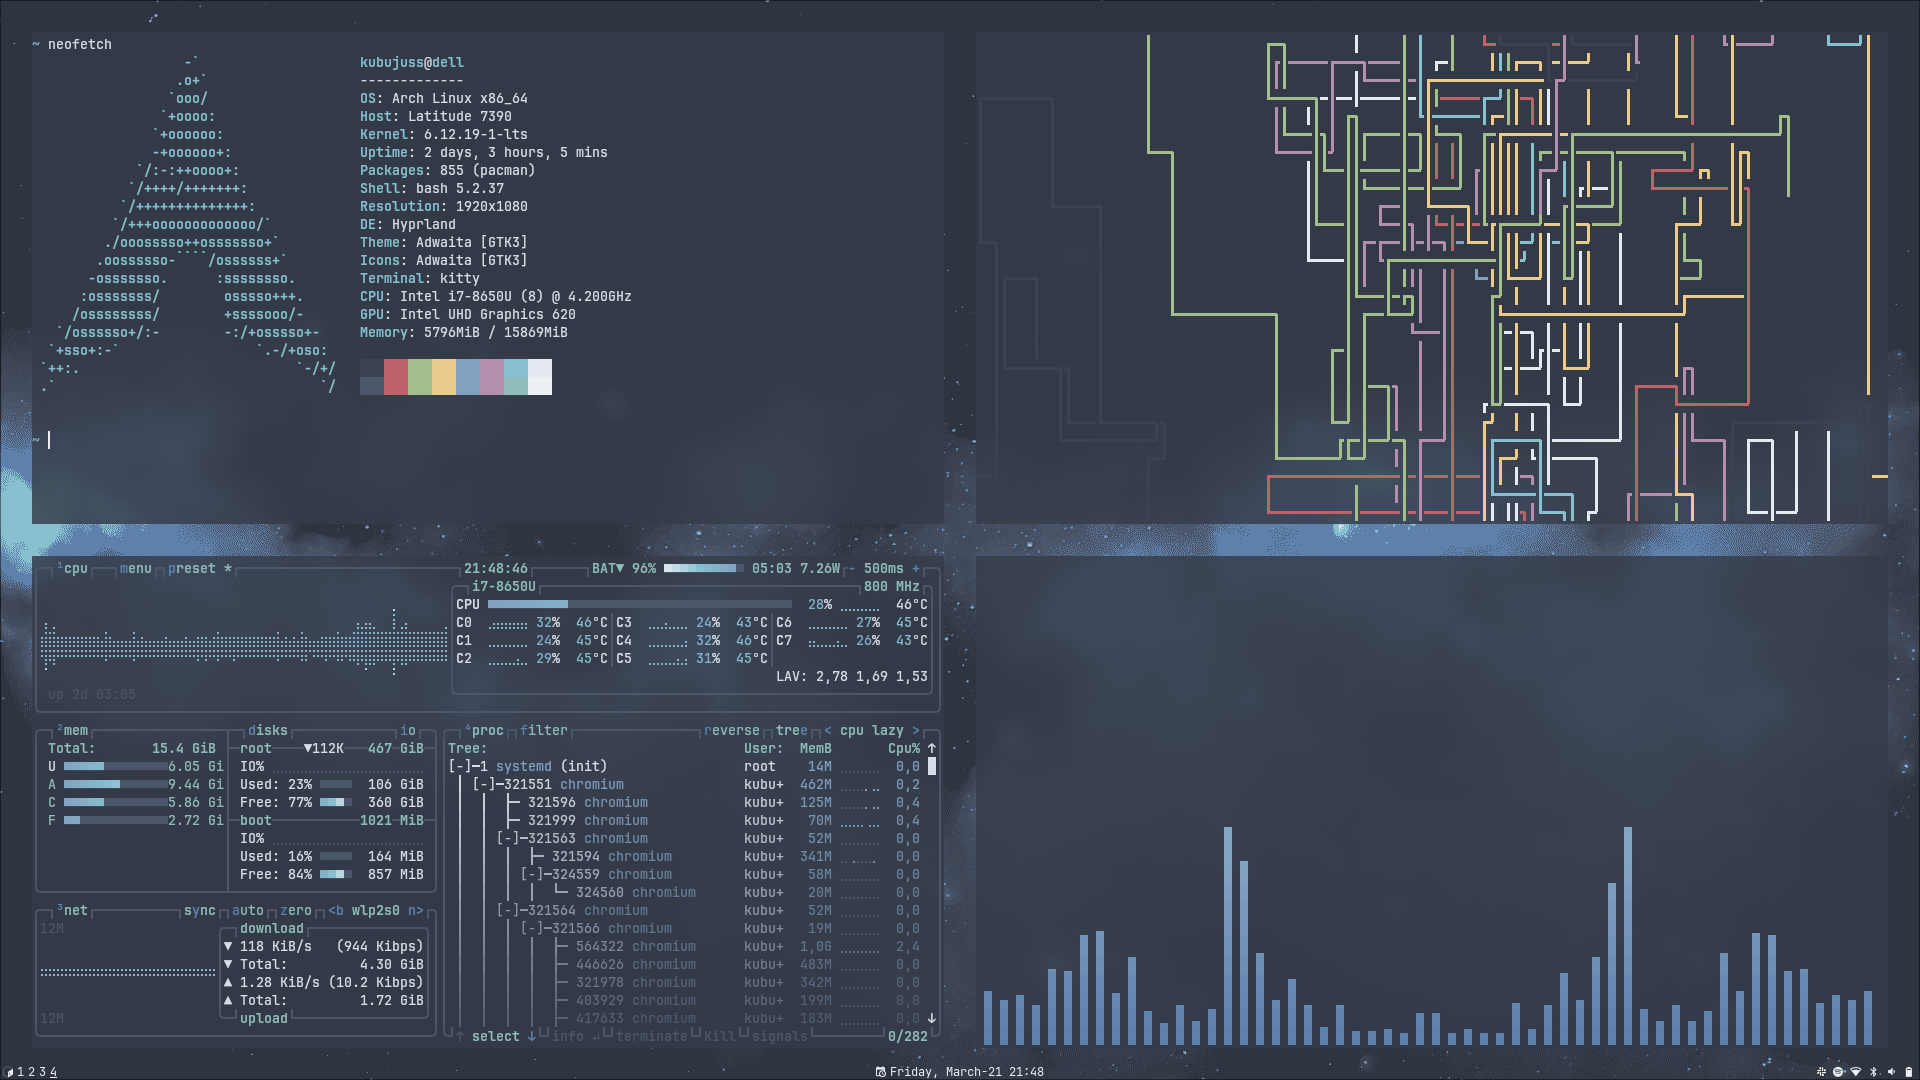 ~ neofetch
kubujuss@dell
-------------
OS: Arch Linux x86_64
Host: Latitude 7390
Kernel: 6.12.19-1-lts
Uptime: 2 days, 3 hours, 5 mins
Packages: 855 (pacman)
Shell: bash 5.2.37
Resolution: 1920x1080
DE: Hyprland
Theme: Adwaita [GTK3]
Icons: Adwaita [GTK3]
Terminal: kitty
CPU: Intel i7-8650U (8) @ 4.200GHz
GPU: Intel UHD Graphics 620
Memory: 5796MiB / 15869MiB
~
¹cpu menu preset * 21:48:46 BAT▼ 96% 05:03 7.26W - 500ms +
i7-8650U 800 MHz
CPU 28% 46°C
C0 32% 46°C C3 24% 43°C C6 27% 45°C
C1 24% 45°C C4 32% 46°C C7 26% 43°C
C2 29% 45°C C5 31% 45°C
LAV: 2,78 1,69 1,53
up 2d 03:05
²mem disks io
Total: 15.4 GiB
U 6.05 Gi
A 9.44 Gi
C 5.86 Gi
F 2.72 Gi
root ▼112K 467 GiB
IO%
Used: 23% 106 GiB
Free: 77% 360 GiB
boot 1021 MiB
IO%
Used: 16% 164 MiB
Free: 84% 857 MiB
³net sync auto zero <b wlp2s0 n>
12M
download
▼ 118 KiB/s (944 Kibps)
▼ Total: 4.30 GiB
▲ 1.28 KiB/s (10.2 Kibps)
▲ Total: 1.72 GiB
12M
upload
⁴proc filter reverse tree < cpu lazy >
Tree: User: MemB Cpu% ↑
[-]─1 systemd (init) root 14M 0,0
[-]─321551 chromium kubu+ 462M 0,2
├─ 321596 chromium kubu+ 125M 0,4
├─ 321999 chromium kubu+ 70M 0,4
[-]─321563 chromium kubu+ 52M 0,0
├─ 321594 chromium kubu+ 341M 0,0
[-]─324559 chromium kubu+ 58M 0,0
└─ 324560 chromium kubu+ 20M 0,0
[-]─321564 chromium kubu+ 52M 0,0
[-]─321566 chromium kubu+ 19M 0,0
├─ 564322 chromium kubu+ 1,0G 2,4
├─ 446626 chromium kubu+ 483M 0,0
├─ 321978 chromium kubu+ 342M 0,0
├─ 403929 chromium kubu+ 199M 0,0
├─ 417633 chromium kubu+ 183M 0,0 ↓
↑ select ↓ info ↲ terminate Kill signals 0/282
1 2 3 4
Friday, March-21 21:48